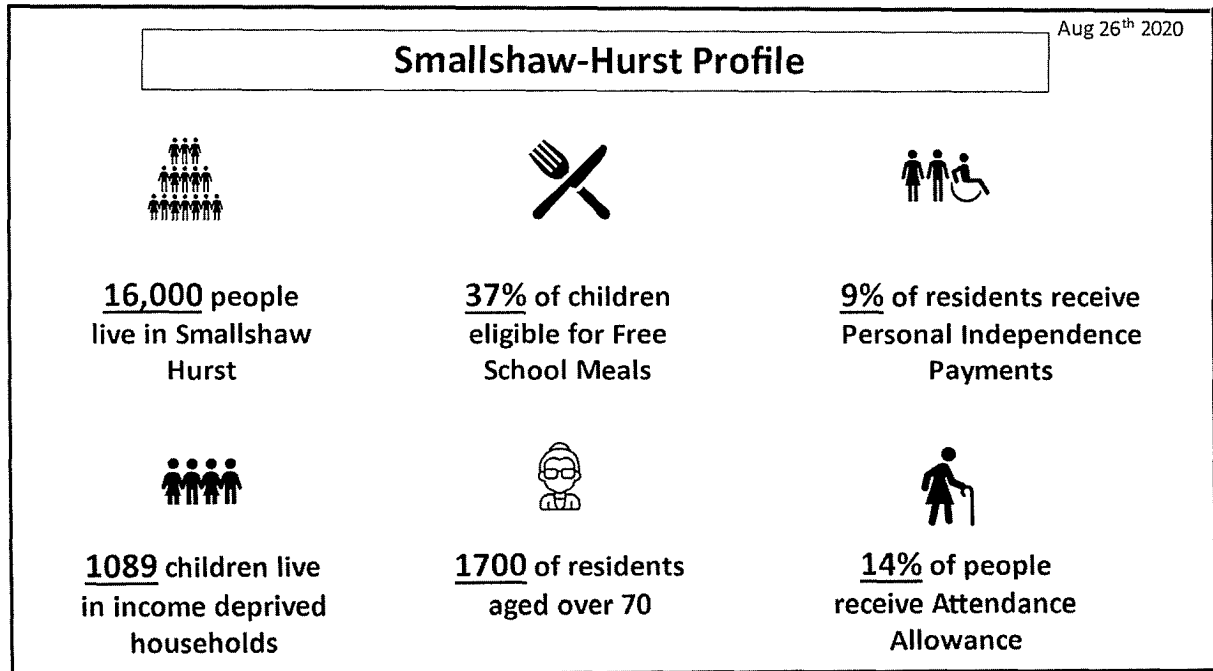 Aug 26th 2020
Smallshaw-Hurst Profile
16,000 people
live in Smallshaw
Hurst
37% of children
eligible for Free
School Meals
9% of residents receive
Personal Independence
Payments
1089 children live
in income deprived
households
1700 of residents
aged over 70
14% of people
receive Attendance
Allowance